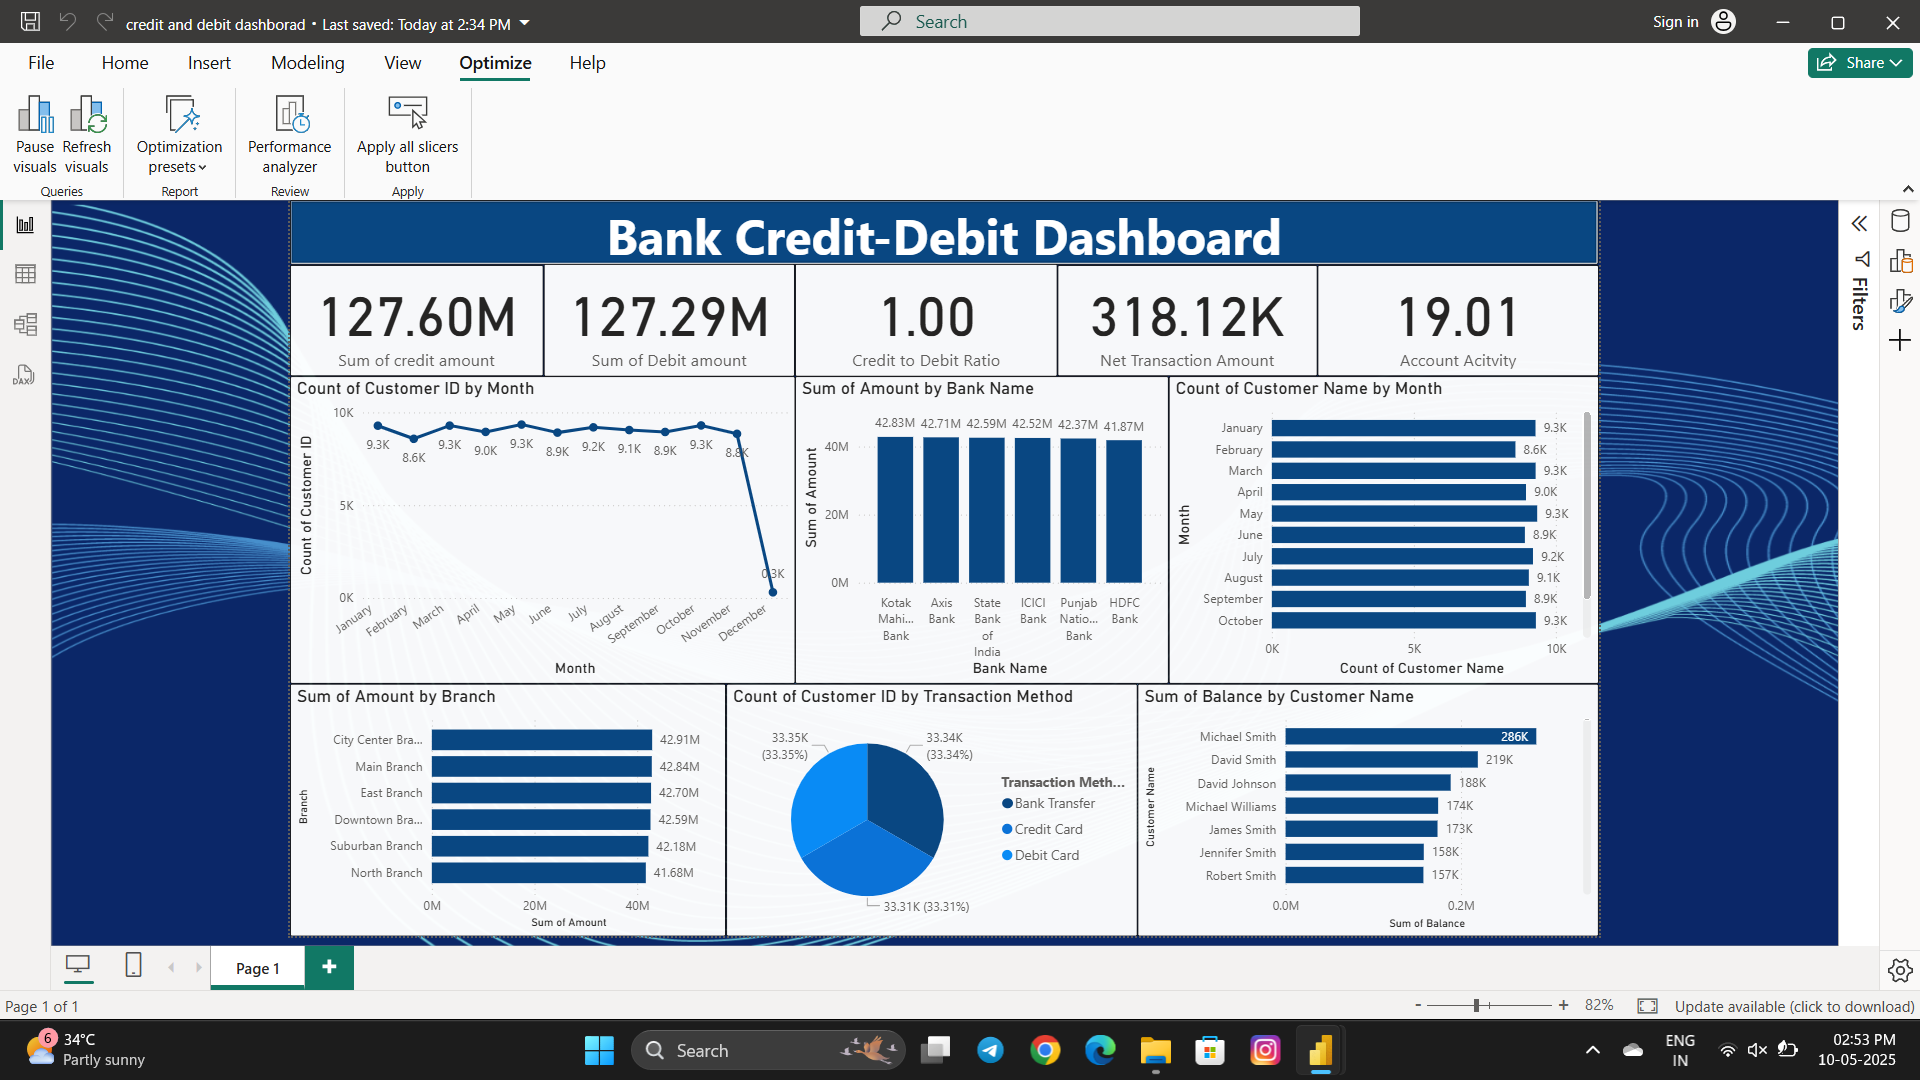 credit and debit dashborad • Last saved: Today at 2:34 PM
Search
Sign in
File
Home
Insert
Modeling
View
Optimize
Help
Share
Pause visuals
Refresh visuals
Queries
Optimization presets
Report
Performance analyzer
Review
Apply all slicers button
Apply
Bank Credit-Debit Dashboard
127.60M
Sum of credit amount
127.29M
Sum of Debit amount
1.00
Credit to Debit Ratio
318.12K
Net Transaction Amount
19.01
Account Acitvity
Filters
DAX
Count of Customer ID by Month
Count of Customer ID
10K
5K
0K
9.3K
8.6K
9.3K
9.0K
9.3K
8.9K
9.2K
9.1K
8.9K
9.3K
8.8K
0.3K
January
February
March
April
May
June
July
August
September
October
November
December
Month
Sum of Amount by Bank Name
Sum of Amount
40M
20M
0M
42.83M
42.71M
42.59M
42.52M
42.37M
41.87M
Kotak Mahi... Bank
Axis Bank
State Bank of India
ICICI Bank
Punjab Natio... Bank
HDFC Bank
Bank Name
Count of Customer Name by Month
Month
January 9.3K
February 8.6K
March 9.3K
April 9.0K
May 9.3K
June 8.9K
July 9.2K
August 9.1K
September 8.9K
October 9.3K
0K 5K 10K
Count of Customer Name
Sum of Amount by Branch
Branch
City Center Bra... 42.91M
Main Branch 42.84M
East Branch 42.70M
Downtown Bra... 42.59M
Suburban Branch 42.18M
North Branch 41.68M
0M 20M 40M
Sum of Amount
Count of Customer ID by Transaction Method
33.35K
(33.35%)
33.34K
(33.34%)
33.31K (33.31%)
Transaction Meth...
Bank Transfer
Credit Card
Debit Card
Sum of Balance by Customer Name
Customer Name
Michael Smith 286K
David Smith 219K
David Johnson 188K
Michael Williams 174K
James Smith 173K
Jennifer Smith 158K
Robert Smith 157K
0.0M 0.2M
Sum of Balance
Page 1
+
Page 1 of 1
- + 82%
Update available (click to download)
6
34°C
Partly sunny
Search
ENG
IN
02:53 PM
10-05-2025